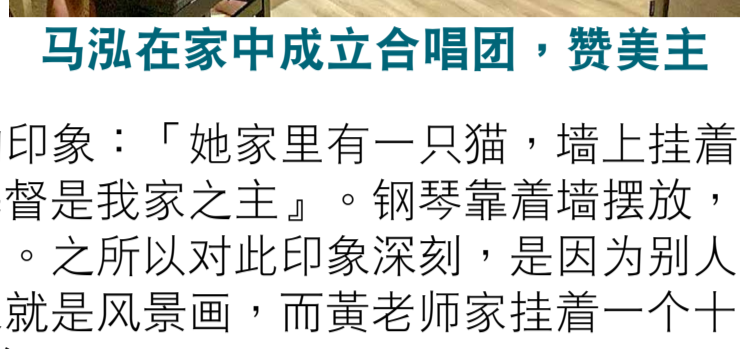 马泓在家中成立合唱团，赞美主
印象：「她家里有一只猫，墙上挂着
督是我家之主』。钢琴靠着墙摆放，
。之所以对此印象深刻，是因为别人
就是风景画，而黃老师家挂着一个十